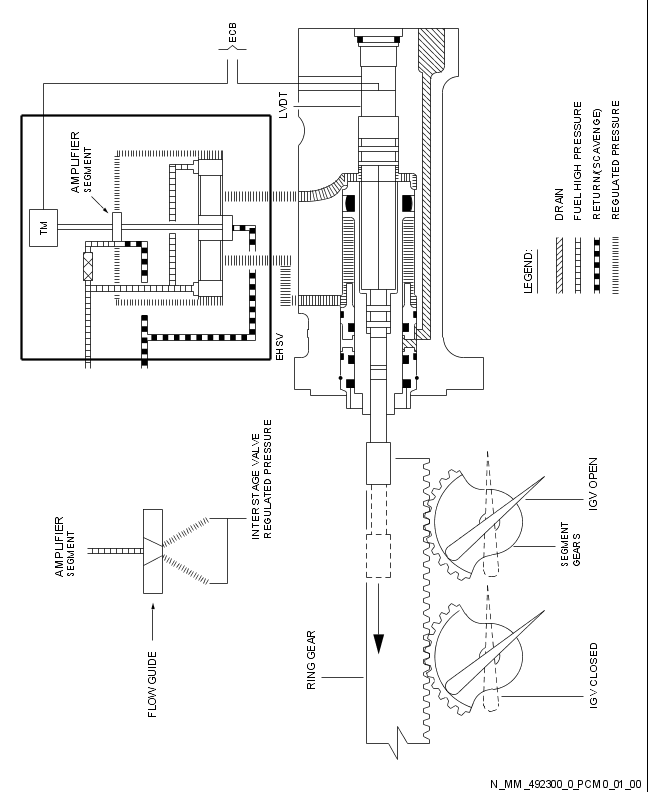 ECB
LVDT
AMPLIFIER
SEGMENT
TM
EHSV
LEGEND:
DRAIN
FUEL HIGH PRESSURE
RETURN (SCAVENGE)
REGULATED PRESSURE
INTERSTAGE VALVE
REGULATED PRESSURE
AMPLIFIER
SEGMENT
FLOW GUIDE
RING GEAR
IGV OPEN
SEGMENT
GEARS
IGV CLOSED
N_MM_492300_0_PCM0_01_00